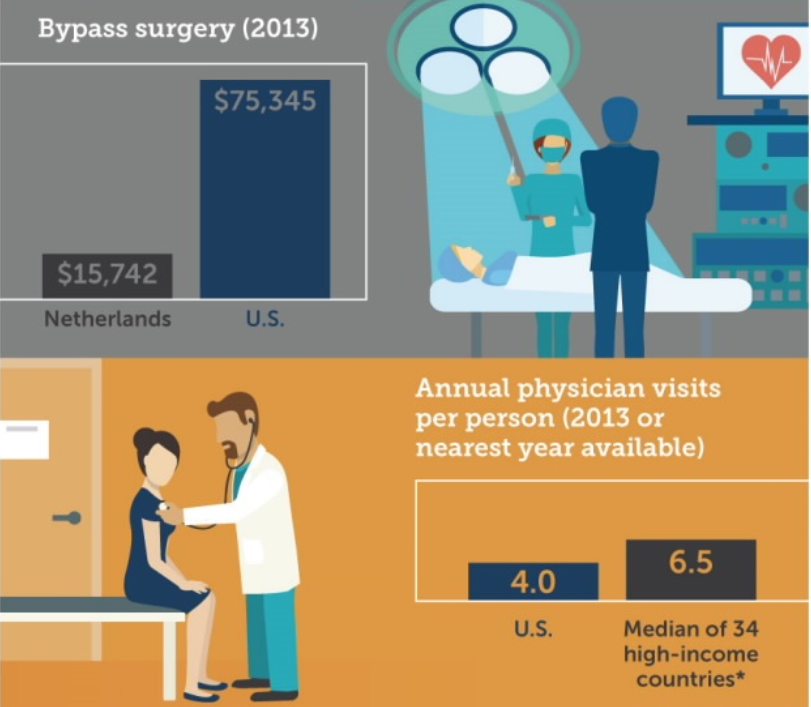 Bypass surgery (2013)
$75,345
$15,742
Netherlands
U.S.
Annual physician visits
per person (2013 or
nearest year available)
4.0
6.5
U.S.
Median of 34
high-income
countries*